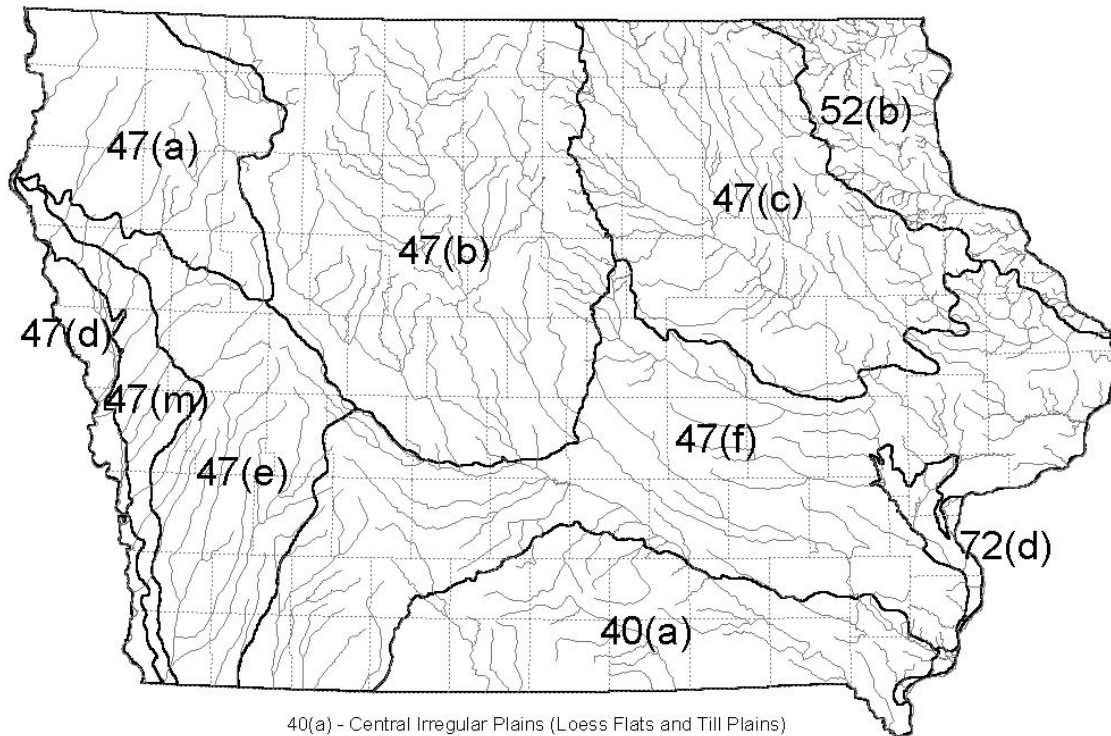 52(b)
47(a)
47(c)
47(b)
47(d)
47(m)
47(f)
47(e)
72(d)
40(a)
40(a) - Central Irregular Plains (Loess Flats and Till Plains)